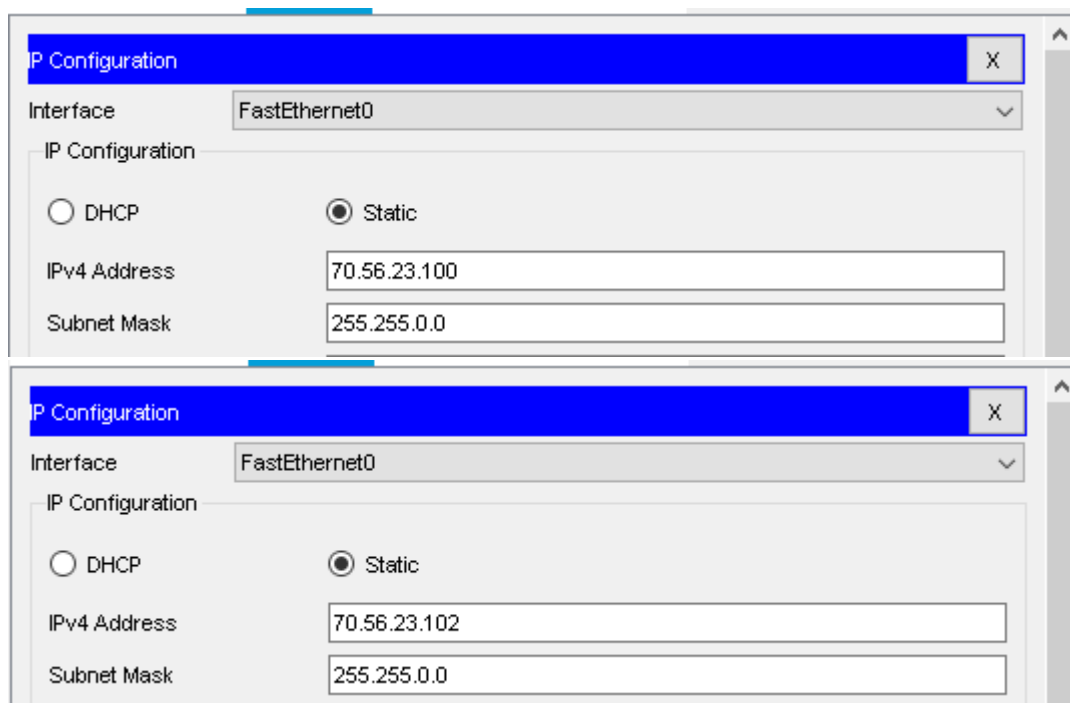 IP Configuration X
Interface FastEthernet0
IP Configuration
DHCP Static
IPv4 Address 70.56.23.100
Subnet Mask 255.255.0.0
IP Configuration X
Interface FastEthernet0
IP Configuration
DHCP Static
IPv4 Address 70.56.23.102
Subnet Mask 255.255.0.0